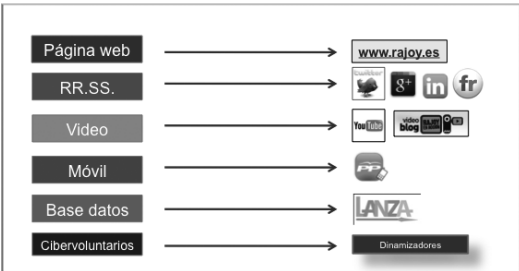 Página web
www.rajoy.es
RR.SS.
twitter
g+
in
fr
Video
YouTube
video
blog
Móvil
PP
Base datos
LANZA
Cibervoluntarios
Dinamizadores